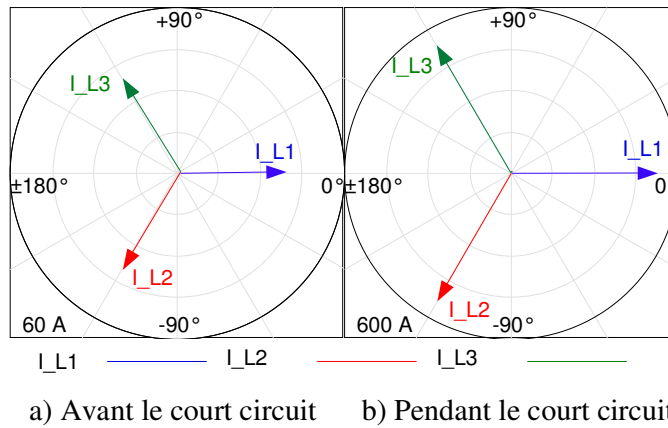 +90°
I_L3
I_L1
±180°
0°
I_L2
60 A
-90°
+90°
I_L3
I_L1
±180°
0
I_L2
600 A
-90°
I_L1 I_L2 I_L3
a) Avant le court circuit
b) Pendant le court circuit